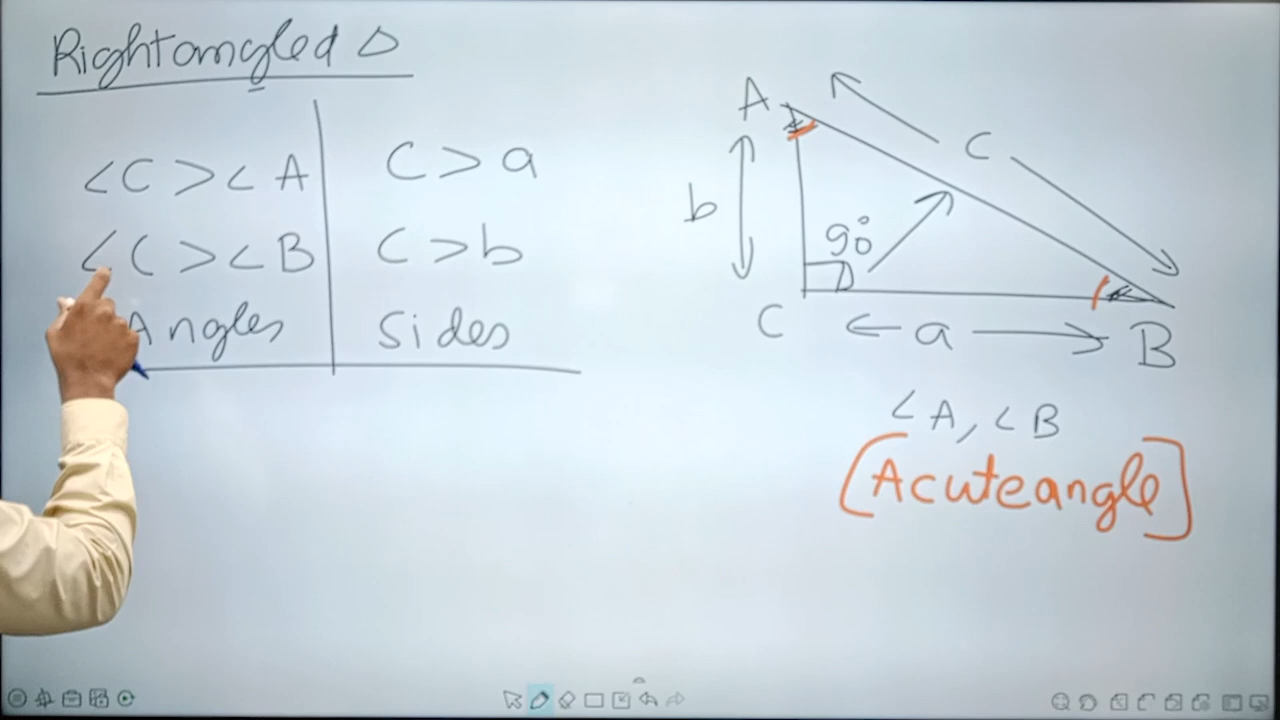 Rightangled △
<C > <A
C > a
<C > <B
C > b
Angles
Sides
A
C
b
90°
C
a
B
<A, <B
[Acuteangle]